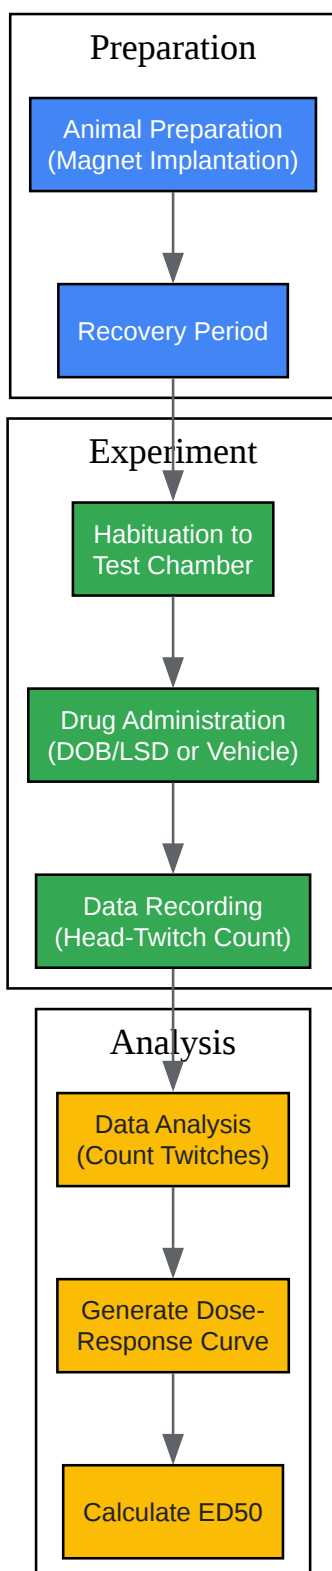 Preparation
Animal Preparation
(Magnet Implantation)
Recovery Period
Experiment
Habituation to
Test Chamber
Drug Administration
(DOB/LSD or Vehicle)
Data Recording
(Head-Twitch Count)
Analysis
Data Analysis
(Count Twitches)
Generate Dose-
Response Curve
Calculate ED50